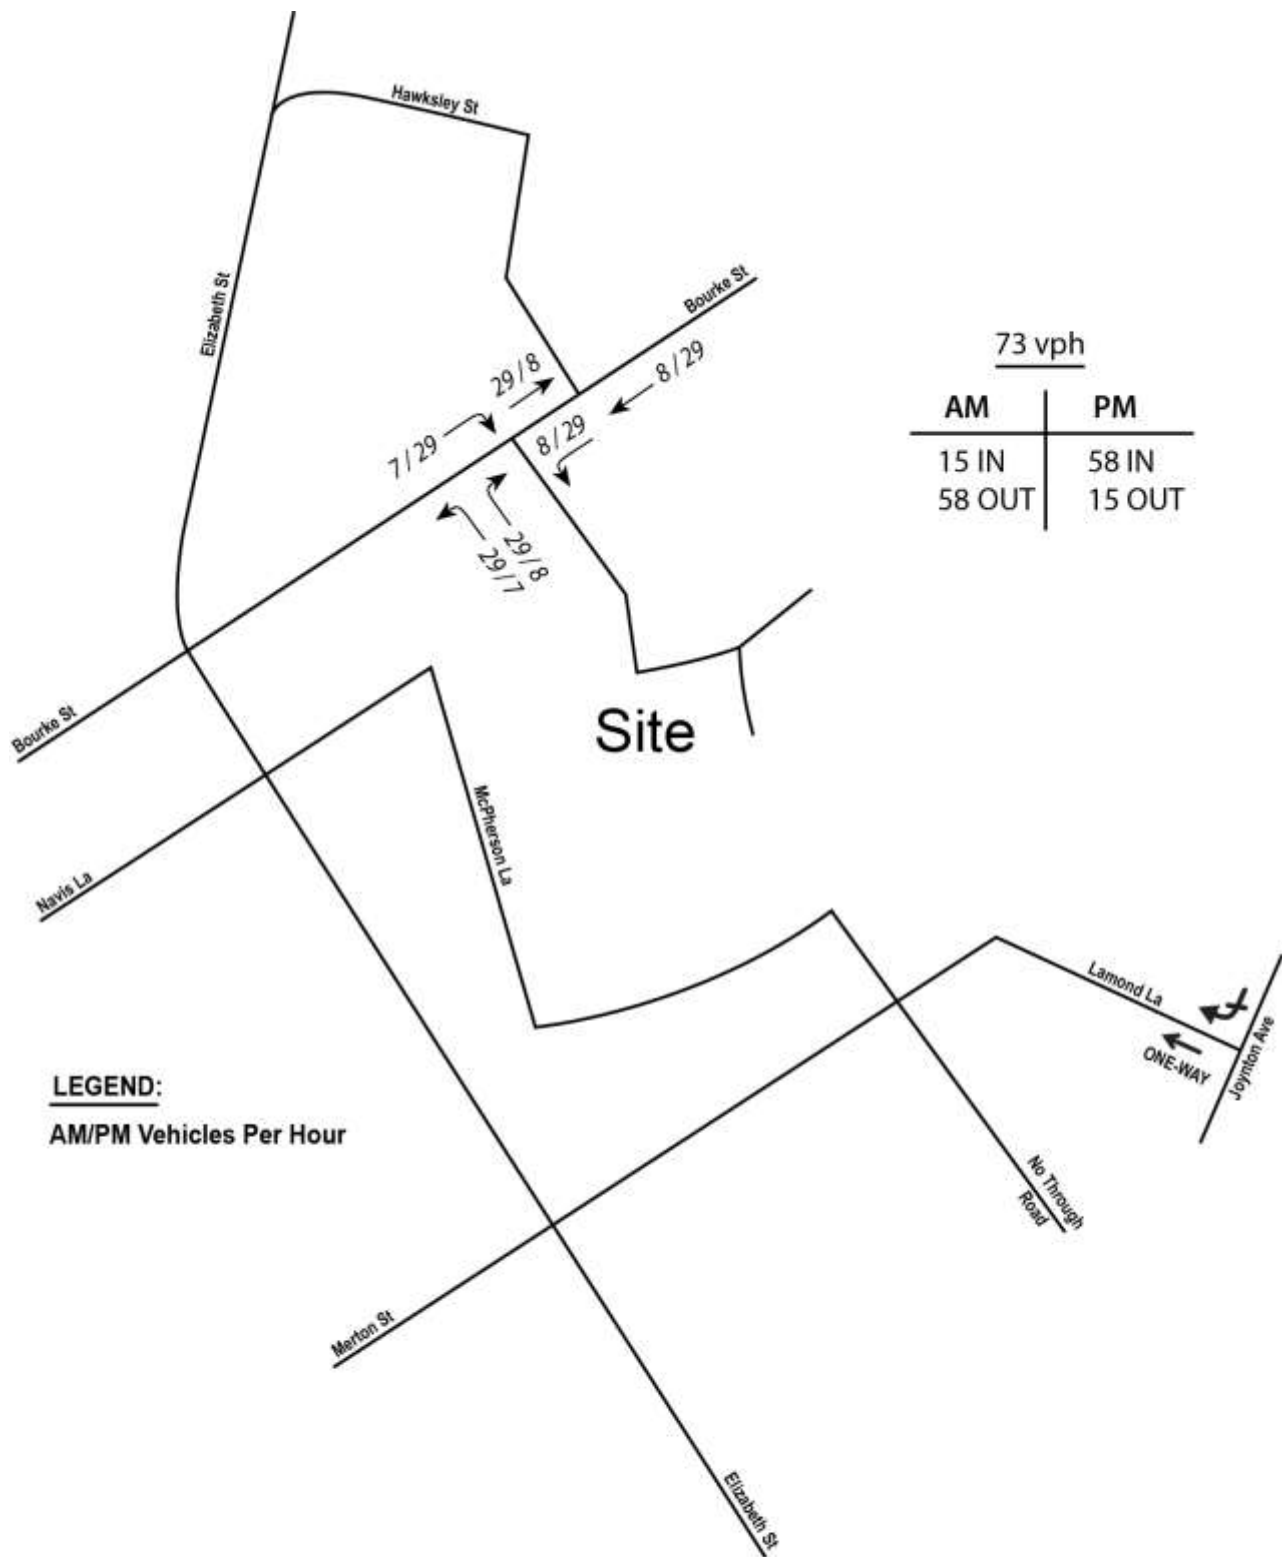 Hawksley St
Elizabeth St
Bourke St
29 / 8
8 / 29
7 / 29
8 / 29
29 / 8
29 / 7
73 vph
AM PM
15 IN 58 IN
58 OUT 15 OUT
Bourke St
Site
McPherson La
Navis La
Lamond La
ONE-WAY
Joynton Ave
LEGEND:
AM/PM Vehicles Per Hour
No Through
Road
Merton St
Elizabeth St